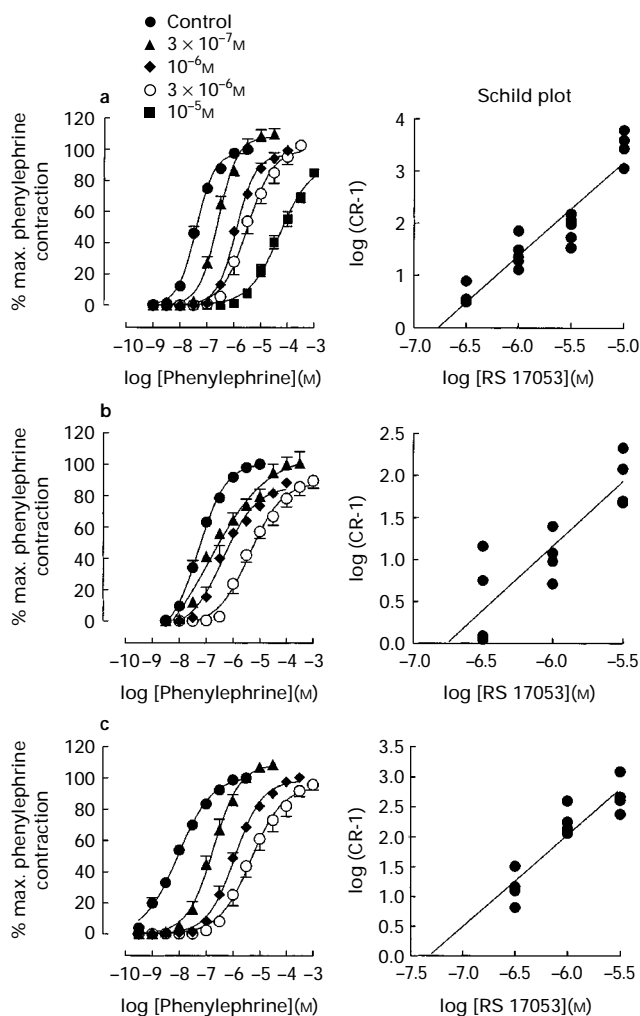 Control
3 × 10⁻⁷M
10⁻⁶M
3 × 10⁻⁶M
10⁻⁵M
a
120
100
80
60
40
20
0
% max. phenylephrine
contraction
−10 −9 −8 −7 −6 −5 −4 −3
log [Phenylephrine](M)
Schild plot
4
3
2
1
0
log (CR-1)
−7.0 −6.5 −6.0 −5.5 −5.0
log [RS 17053](M)
b
120
100
80
60
40
20
0
% max. phenylephrine
contraction
−10 −9 −8 −7 −6 −5 −4 −3
log [Phenylephrine](M)
2.5
2.0
1.5
1.0
0.5
0.0
log (CR-1)
−7.0 −6.5 −6.0 −5.5
log [RS 17053](M)
c
120
100
80
60
40
20
0
% max. phenylephrine
contraction
−10 −9 −8 −7 −6 −5 −4 −3
log [Phenylephrine](M)
3.5
3.0
2.5
2.0
1.5
1.0
0.5
0.0
log (CR-1)
−7.5 −7.0 −6.5 −6.0 −5.5
log [RS 17053](M)